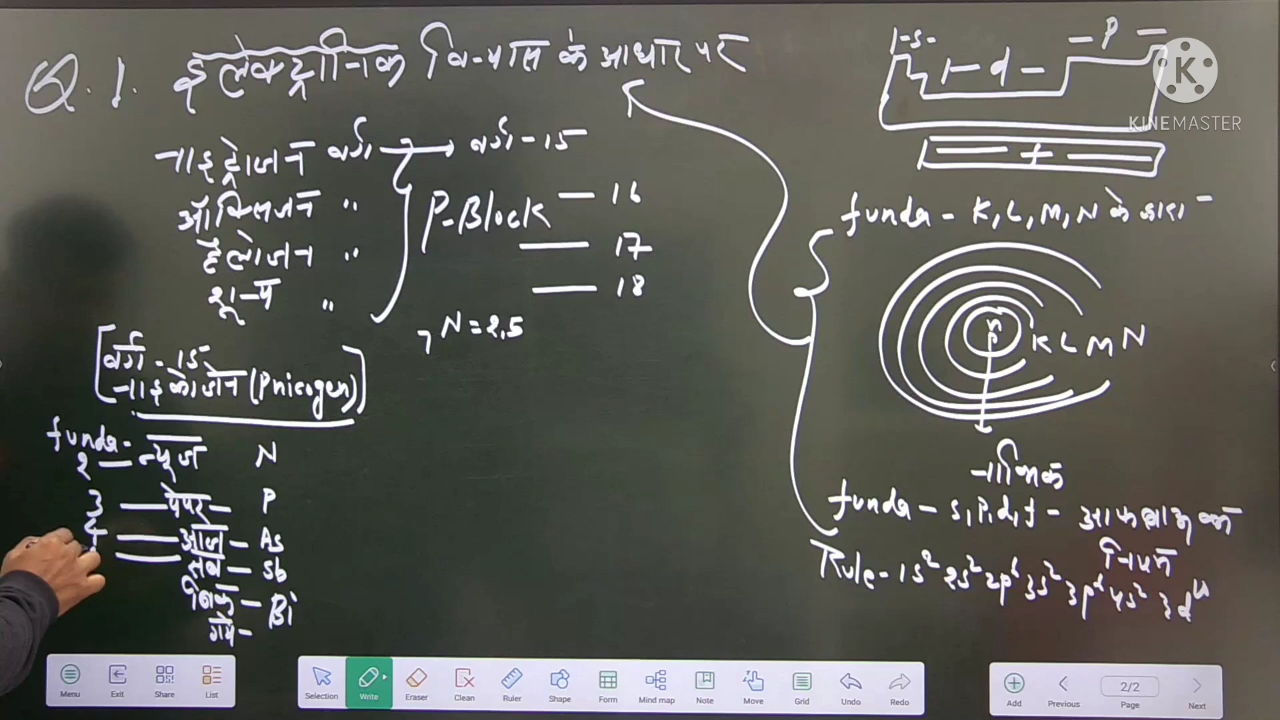 Q.1. इलेक्ट्रॉनिक विन्यास के आधार पर
नाइट्रोजन वर्ग → वर्ग-15
ऑक्सिजन "
P-Block — 16
हैलोजन "
— 17
शून्य "
— 18
7N = 2,5
[वर्ग-15
नाइकोजेन (Pnicogen)]
funda-
2 — न्यूज N
3 — पेपर — P
4 — आज — As
— सब — Sb
बिक — Bi
गये —
1-s-
1-d-
-p-
KINEMASTER
funda - K, L, M, N के द्वारा
n
p
K L M N
नाभिक
funda - s, p, d, f - आफबाऊ का
नियम
Rule - 1s² 2s² 2p⁶ 3s² 3p⁶ 4s² 3d
Menu
Exit
Share
List
Selection
Write
Eraser
Clean
Ruler
Shape
Form
Mind map
Note
Move
Grid
Undo
Redo
Add
Previous
2/2
Page
Next